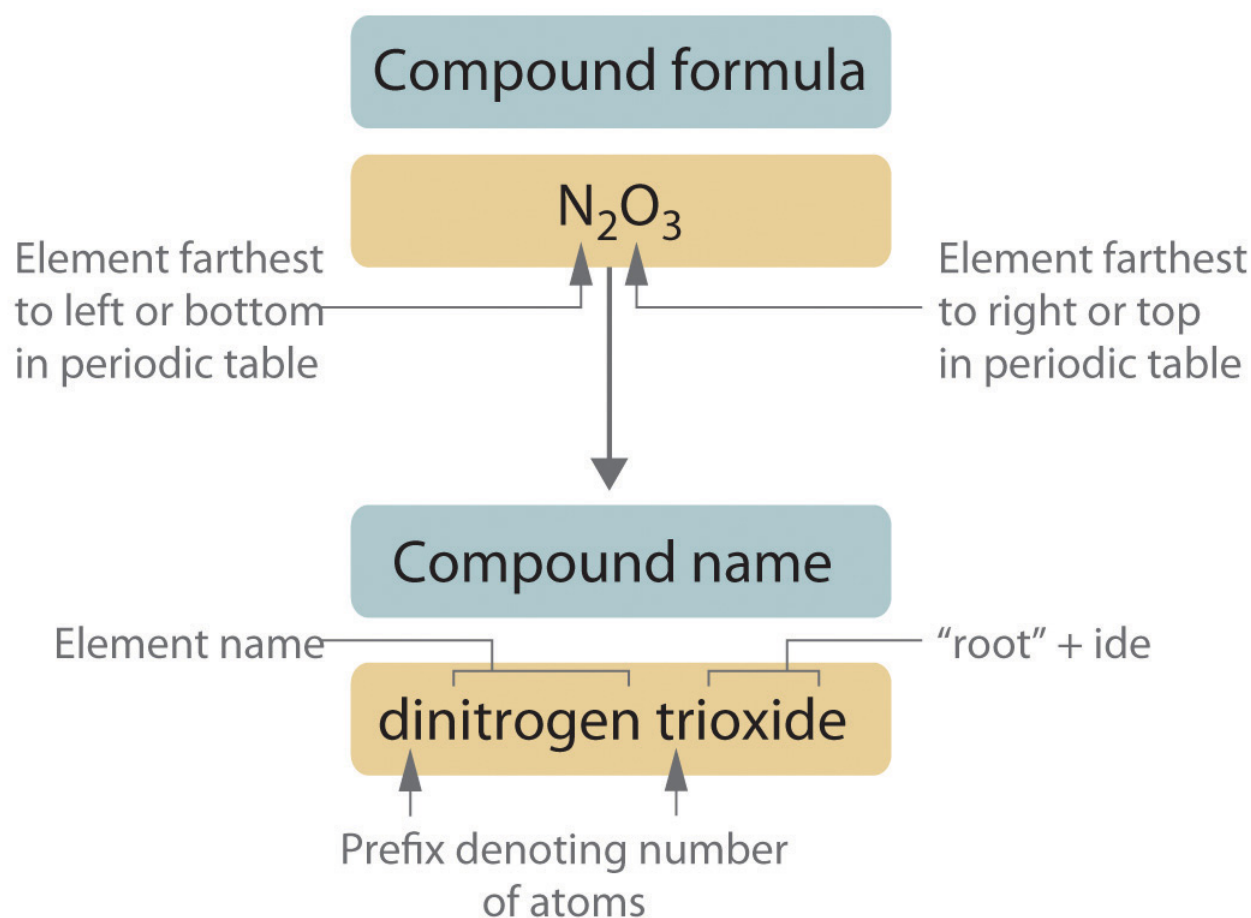 Compound formula
N₂O₃
Element farthest
to left or bottom
in periodic table
Element farthest
to right or top
in periodic table
Compound name
Element name
“root” + ide
dinitrogen trioxide
Prefix denoting number
of atoms